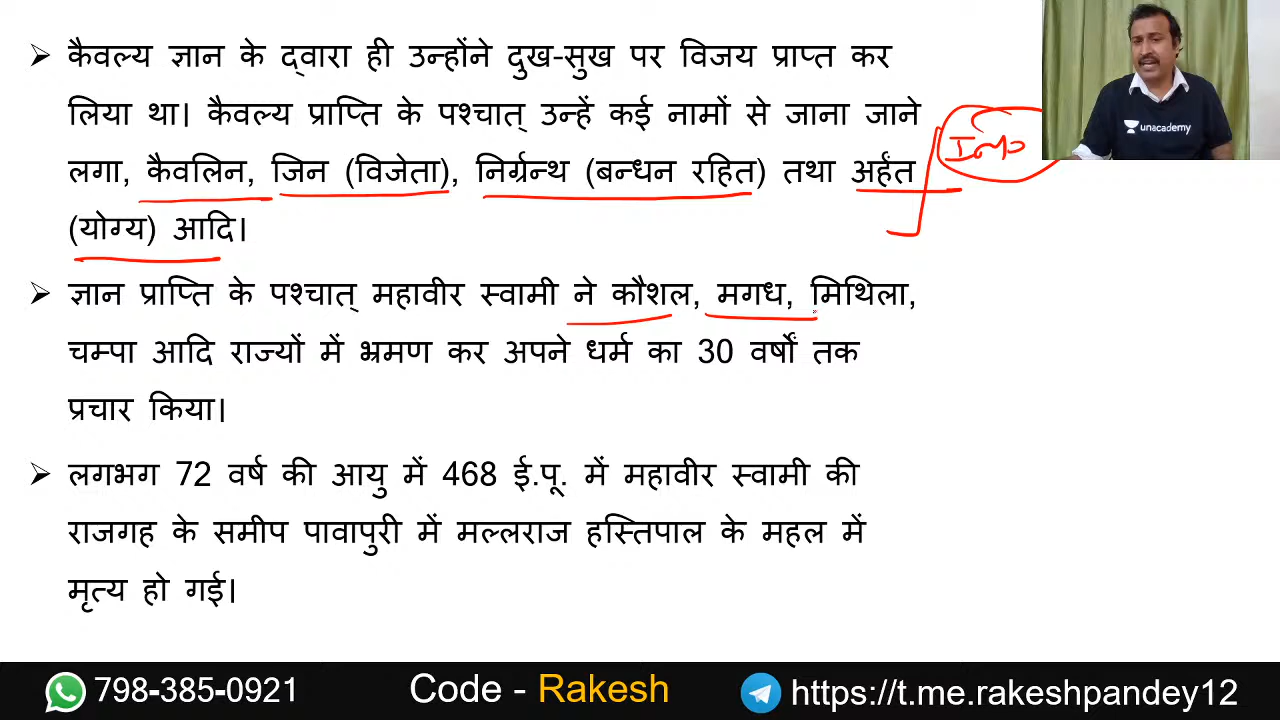 ➢ कैवल्य ज्ञान के द्वारा ही उन्होंने दुख-सुख पर विजय प्राप्त कर
लिया था। कैवल्य प्राप्ति के पश्चात् उन्हें कई नामों से जाना जाने
लगा, कैवलिन, जिन (विजेता), निर्ग्रन्थ (बन्धन रहित) तथा अर्हंत
(योग्य) आदि।
Imp
unacademy
➢ ज्ञान प्राप्ति के पश्चात् महावीर स्वामी ने कौशल, मगध, मिथिला,
चम्पा आदि राज्यों में भ्रमण कर अपने धर्म का 30 वर्षों तक
प्रचार किया।
➢ लगभग 72 वर्ष की आयु में 468 ई.पू. में महावीर स्वामी की
राजगह के समीप पावापुरी में मल्लराज हस्तिपाल के महल में
मृत्य हो गई।
798-385-0921 Code - Rakesh https://t.me.rakeshpandey12